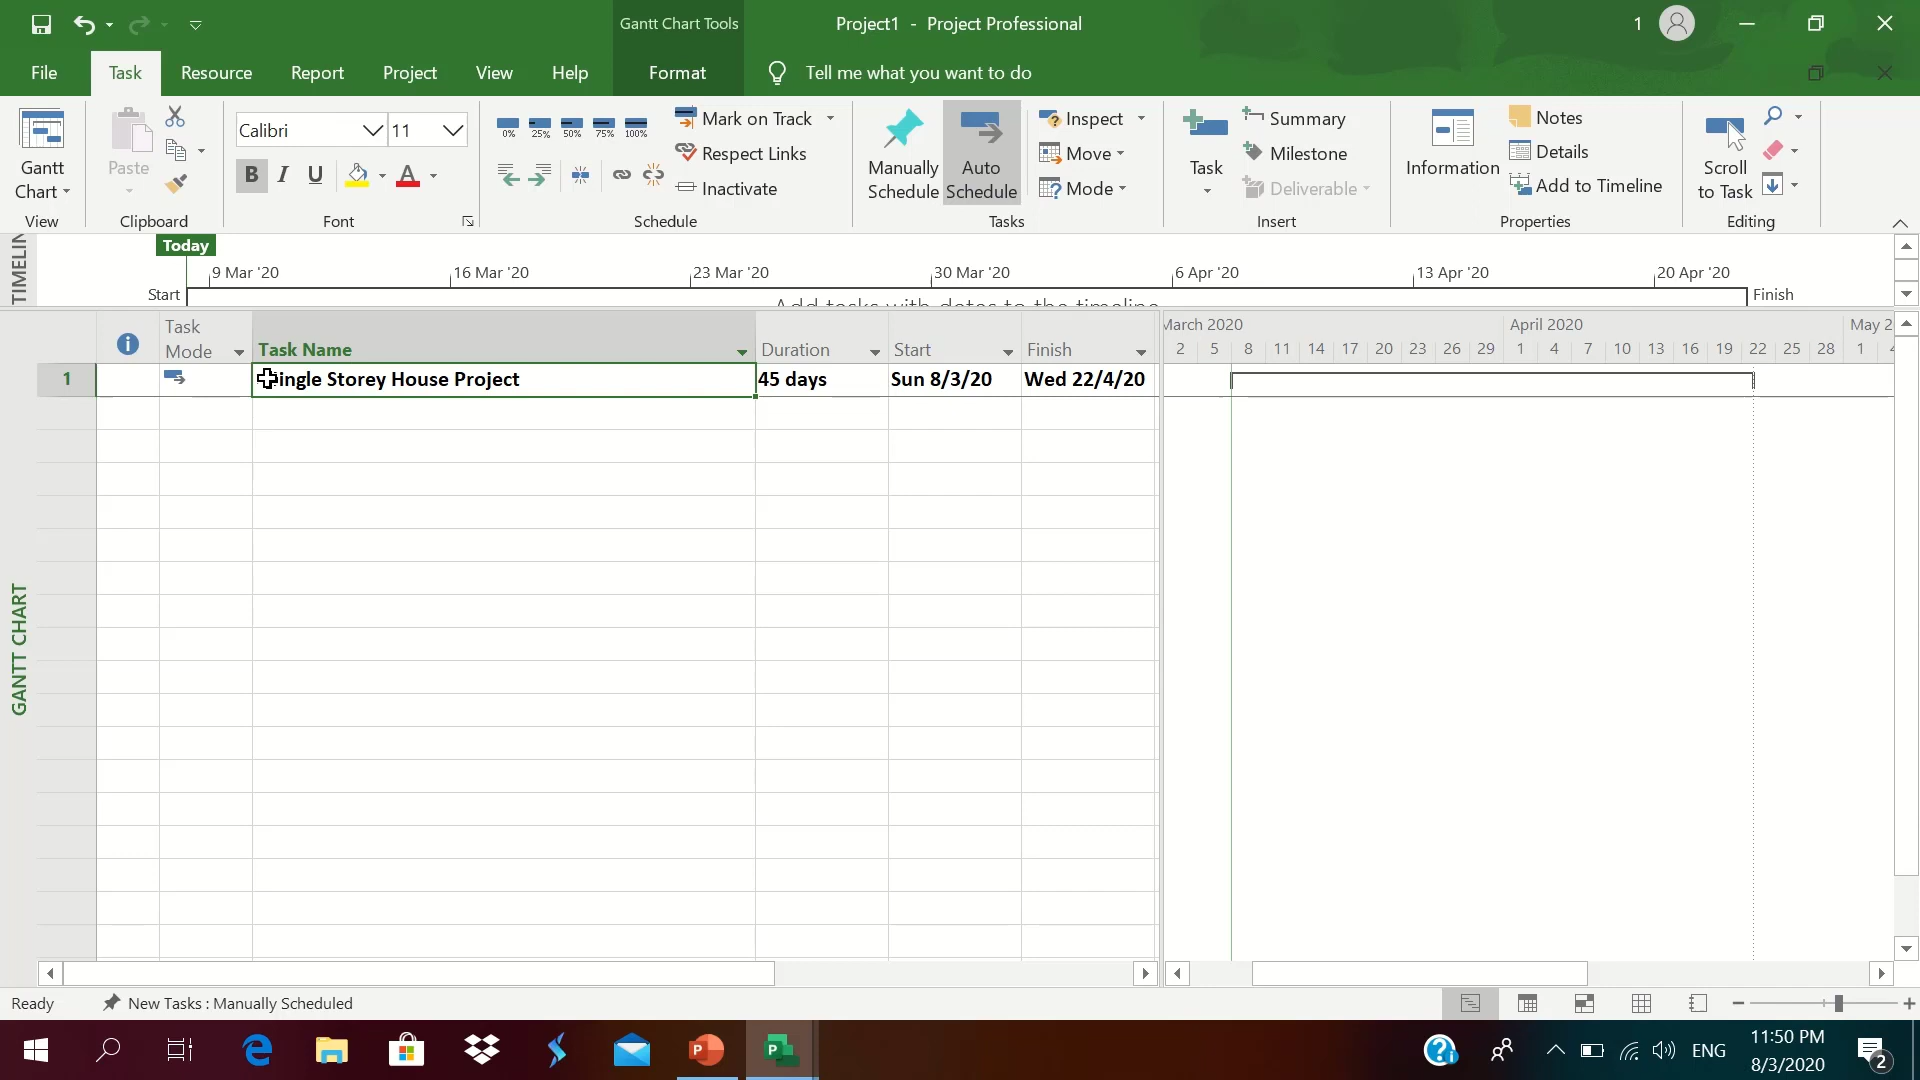 Gantt Chart Tools
Project1 - Project Professional
1
File
Task
Resource
Report
Project
View
Help
Format
Tell me what you want to do
Gantt
Chart
View
Paste
Clipboard
Calibri
11
B I U A
Font
0% 25% 50% 75% 100%
Mark on Track
Respect Links
Inactivate
Schedule
Manually
Schedule
Auto
Schedule
Inspect
Move
Mode
Tasks
Task
Summary
Milestone
Deliverable
Insert
Information
Notes
Details
Add to Timeline
Properties
Scroll
to Task
Editing
Today
9 Mar '20
16 Mar '20
23 Mar '20
30 Mar '20
6 Apr '20
13 Apr '20
20 Apr '20
Start
Add tasks with dates to the timeline
Finish
Task
Mode
Task Name
Duration
Start
Finish
March 2020
April 2020
2 5 8 11 14 17 20 23 26 29 1 4 7 10 13 16 19 22 25 28 1
1
ingle Storey House Project
45 days
Sun 8/3/20
Wed 22/4/20
GANTT CHART
Ready
New Tasks : Manually Scheduled
ENG
11:50 PM
8/3/2020
2